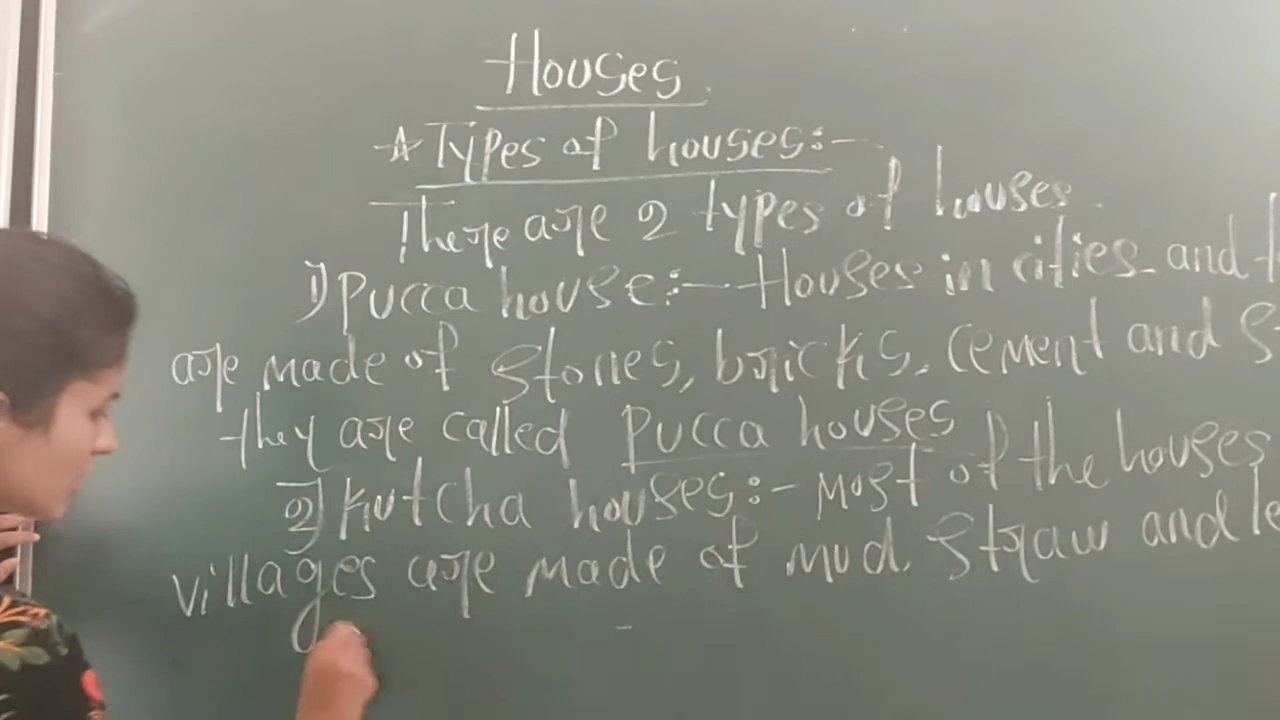 Houses.
☆ Types of houses:-
There are 2 types of houses.
1) Pucca house:- Houses in cities and
are made of stones, bricks, cement and
they are called pucca houses
2) Kutcha houses:- Most of the houses
villages are made of mud, straw and